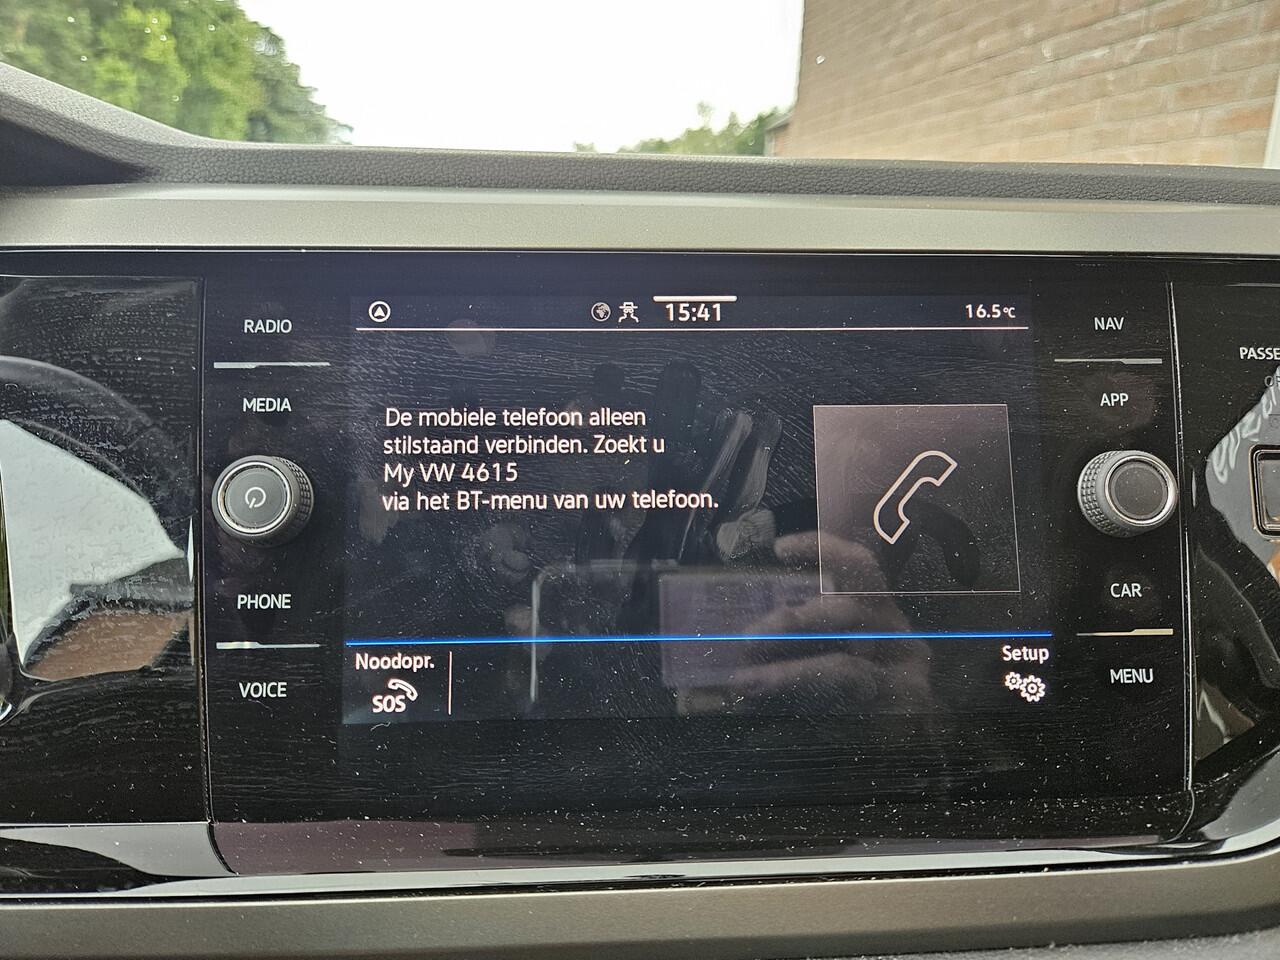 15:41
16.5°C
RADIO
MEDIA
PHONE
VOICE
De mobiele telefoon alleen
stilstaand verbinden. Zoekt u
My VW 4615
via het BT-menu van uw telefoon.
Noodopr.
SOS
Setup
NAV
APP
CAR
MENU